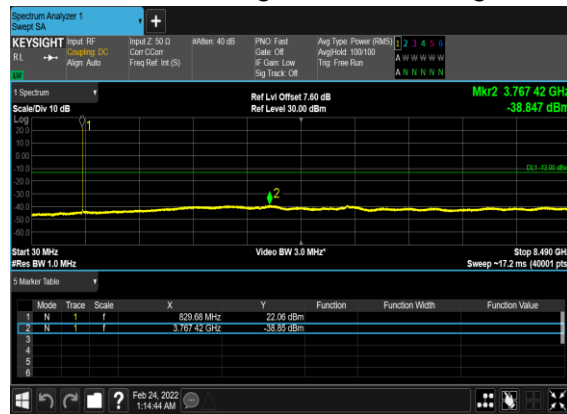 Spectrum Analyzer 1
Swept SA
+
KEYSIGHT Input: RF Input Z: 50 Ω #Atten: 40 dB PNO: Fast Avg Type: Power (RMS) 1 2 3 4 5 6
RL Coupling: DC Corr CCorr Gate: Off Avg|Hold: 100/100 A W W W W W
Align: Auto Freq Ref: Int (S) IF Gain: Low Trig: Free Run
Sig Track: Off A N N N N N
1 Spectrum Ref Lvl Offset 7.60 dB Mkr2 3.767 42 GHz
Scale/Div 10 dB Ref Level 30.00 dBm -38.847 dBm
Log
20.0 1
10.0
0.00
-10.0 DL1 -13.00 dBm
-20.0
-30.0 2
-40.0
-50.0
-60.0
Start 30 MHz Video BW 3.0 MHz* Stop 8.490 GHz
#Res BW 1.0 MHz Sweep ~17.2 ms (40001 pts)
5 Marker Table
Mode Trace Scale X Y Function Function Width Function Value
1 N 1 f 829.68 MHz 22.06 dBm
2 N 1 f 3.767 42 GHz -38.85 dBm
3
4
5
6
? Feb 24, 2022
1:14:44 AM